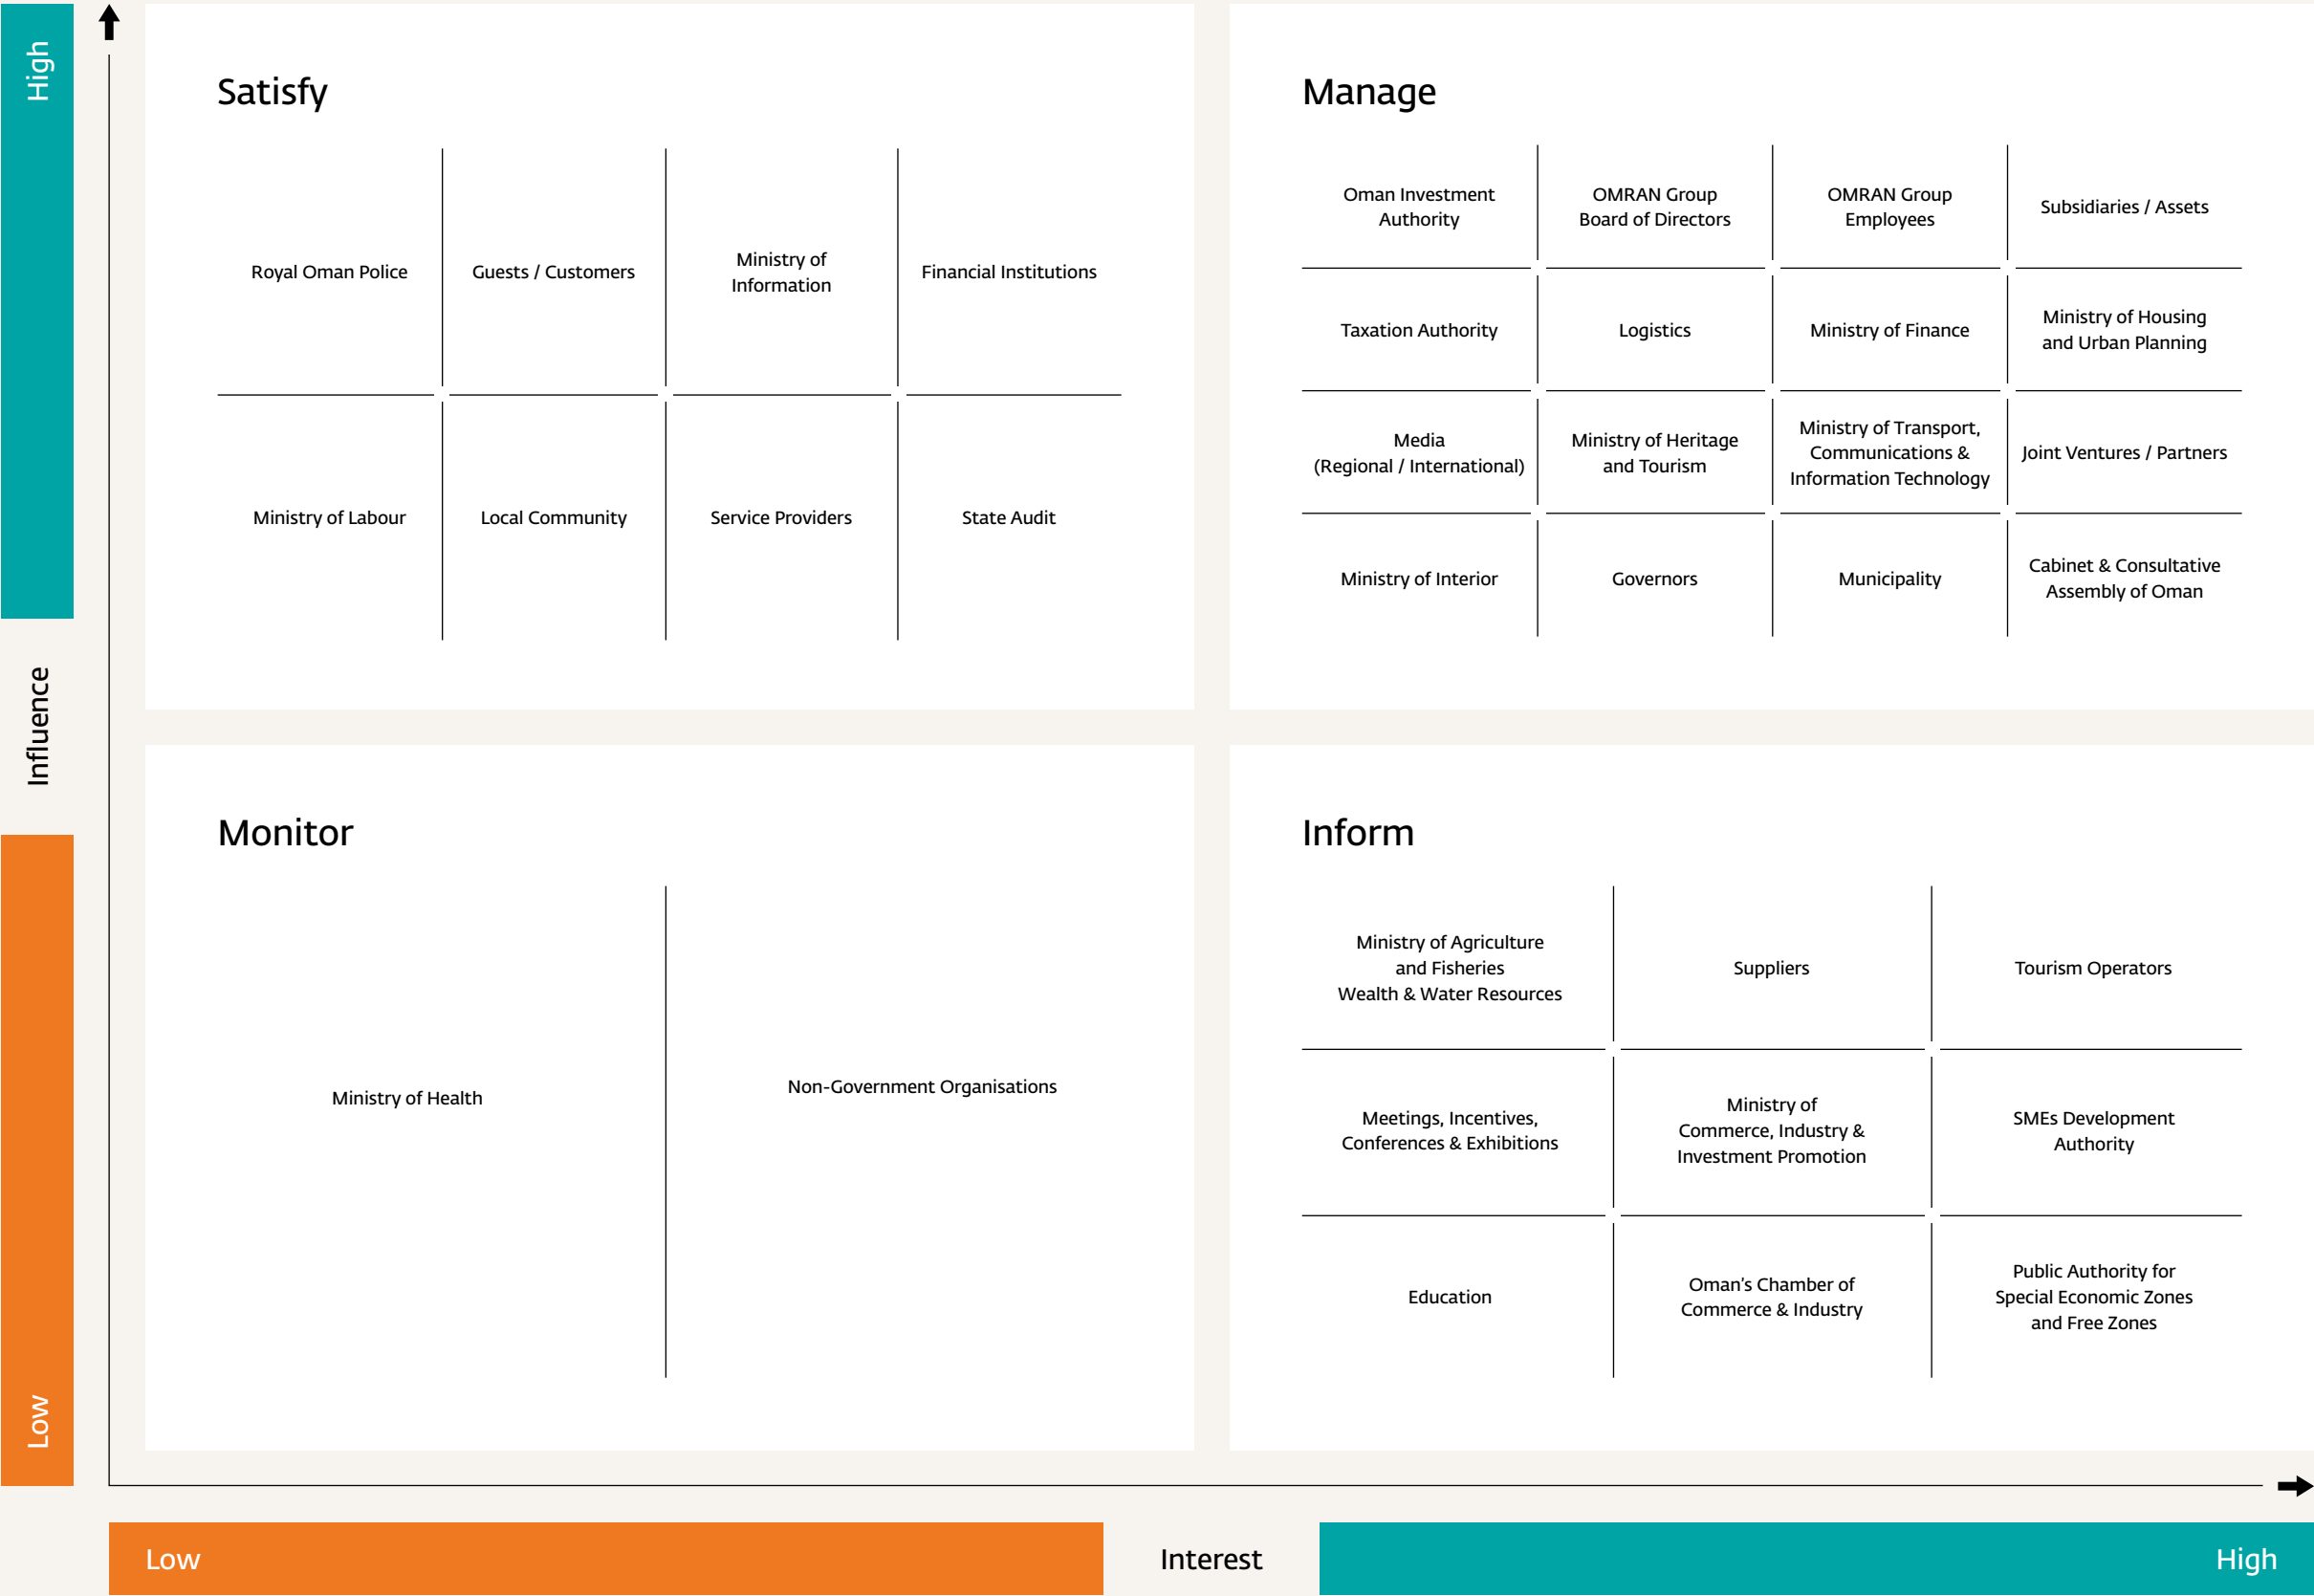 High
Influence
Low
Satisfy
Royal Oman Police
Guests / Customers
Ministry of
Information
Financial Institutions
Ministry of Labour
Local Community
Service Providers
State Audit
Manage
Oman Investment
Authority
OMRAN Group
Board of Directors
OMRAN Group
Employees
Subsidiaries / Assets
Taxation Authority
Logistics
Ministry of Finance
Ministry of Housing
and Urban Planning
Media
(Regional / International)
Ministry of Heritage
and Tourism
Ministry of Transport,
Communications &
Information Technology
Joint Ventures / Partners
Ministry of Interior
Governors
Municipality
Cabinet & Consultative
Assembly of Oman
Monitor
Ministry of Health
Non-Government Organisations
Inform
Ministry of Agriculture
and Fisheries
Wealth & Water Resources
Suppliers
Tourism Operators
Meetings, Incentives,
Conferences & Exhibitions
Ministry of
Commerce, Industry &
Investment Promotion
SMEs Development
Authority
Education
Oman's Chamber of
Commerce & Industry
Public Authority for
Special Economic Zones
and Free Zones
Low
Interest
High